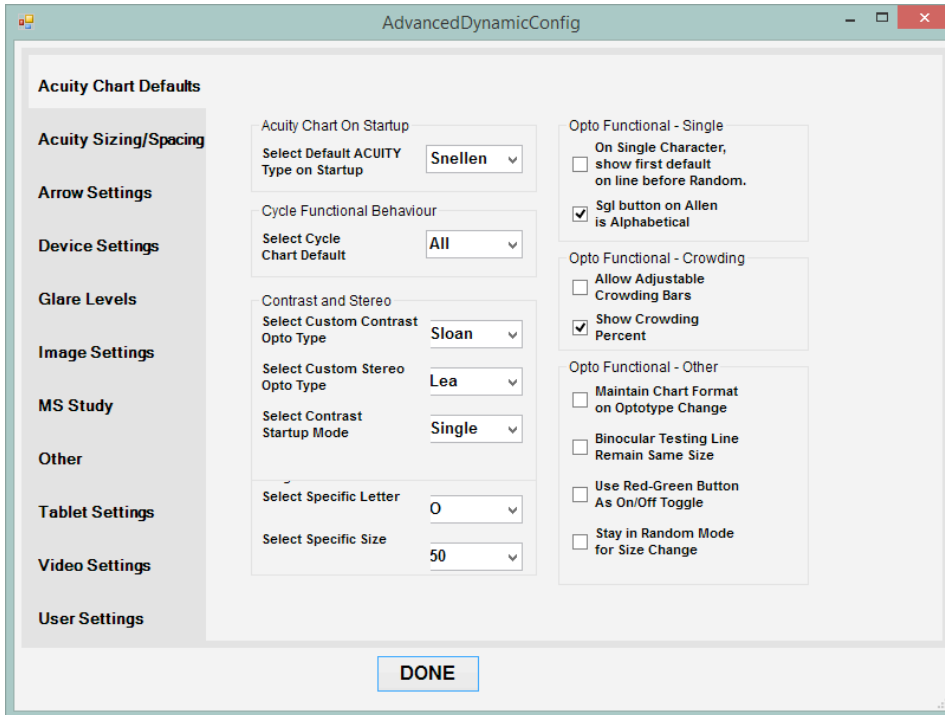 AdvancedDynamicConfig
Acuity Chart Defaults
Acuity Sizing/Spacing
Arrow Settings
Device Settings
Glare Levels
Image Settings
MS Study
Other
Tablet Settings
Video Settings
User Settings
Acuity Chart On Startup
Select Default ACUITY
Type on Startup
Snellen
Cycle Functional Behaviour
Select Cycle
Chart Default
All
Contrast and Stereo
Select Custom Contrast
Opto Type
Sloan
Select Custom Stereo
Opto Type
Lea
Select Contrast
Startup Mode
Single
Select Specific Letter
O
Select Specific Size
50
Opto Functional - Single
On Single Character,
show first default
on line before Random.
Sgl button on Allen
is Alphabetical
Opto Functional - Crowding
Allow Adjustable
Crowding Bars
Show Crowding
Percent
Opto Functional - Other
Maintain Chart Format
on Optotype Change
Binocular Testing Line
Remain Same Size
Use Red-Green Button
As On/Off Toggle
Stay in Random Mode
for Size Change
DONE